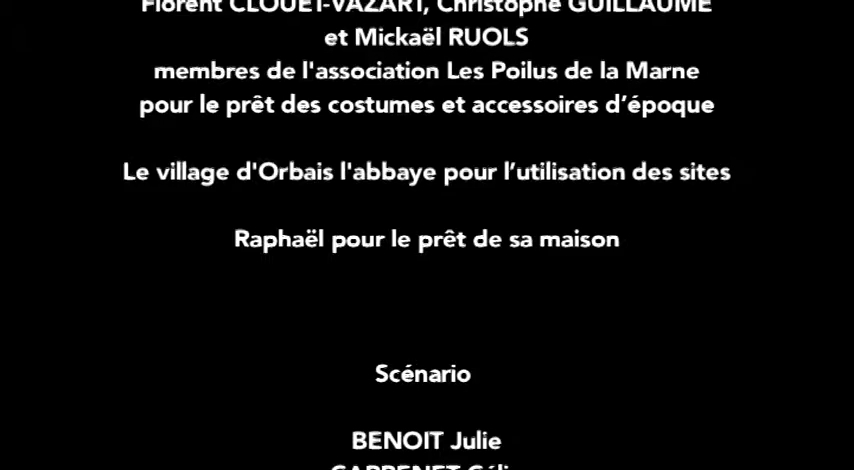 Florent CLOUET-VAZART, Christophe GUILLAUME
et Mickaël RUOLS
membres de l'association Les Poilus de la Marne
pour le prêt des costumes et accessoires d’époque
Le village d'Orbais l'abbaye pour l’utilisation des sites
Raphaël pour le prêt de sa maison
Scénario
BENOIT Julie